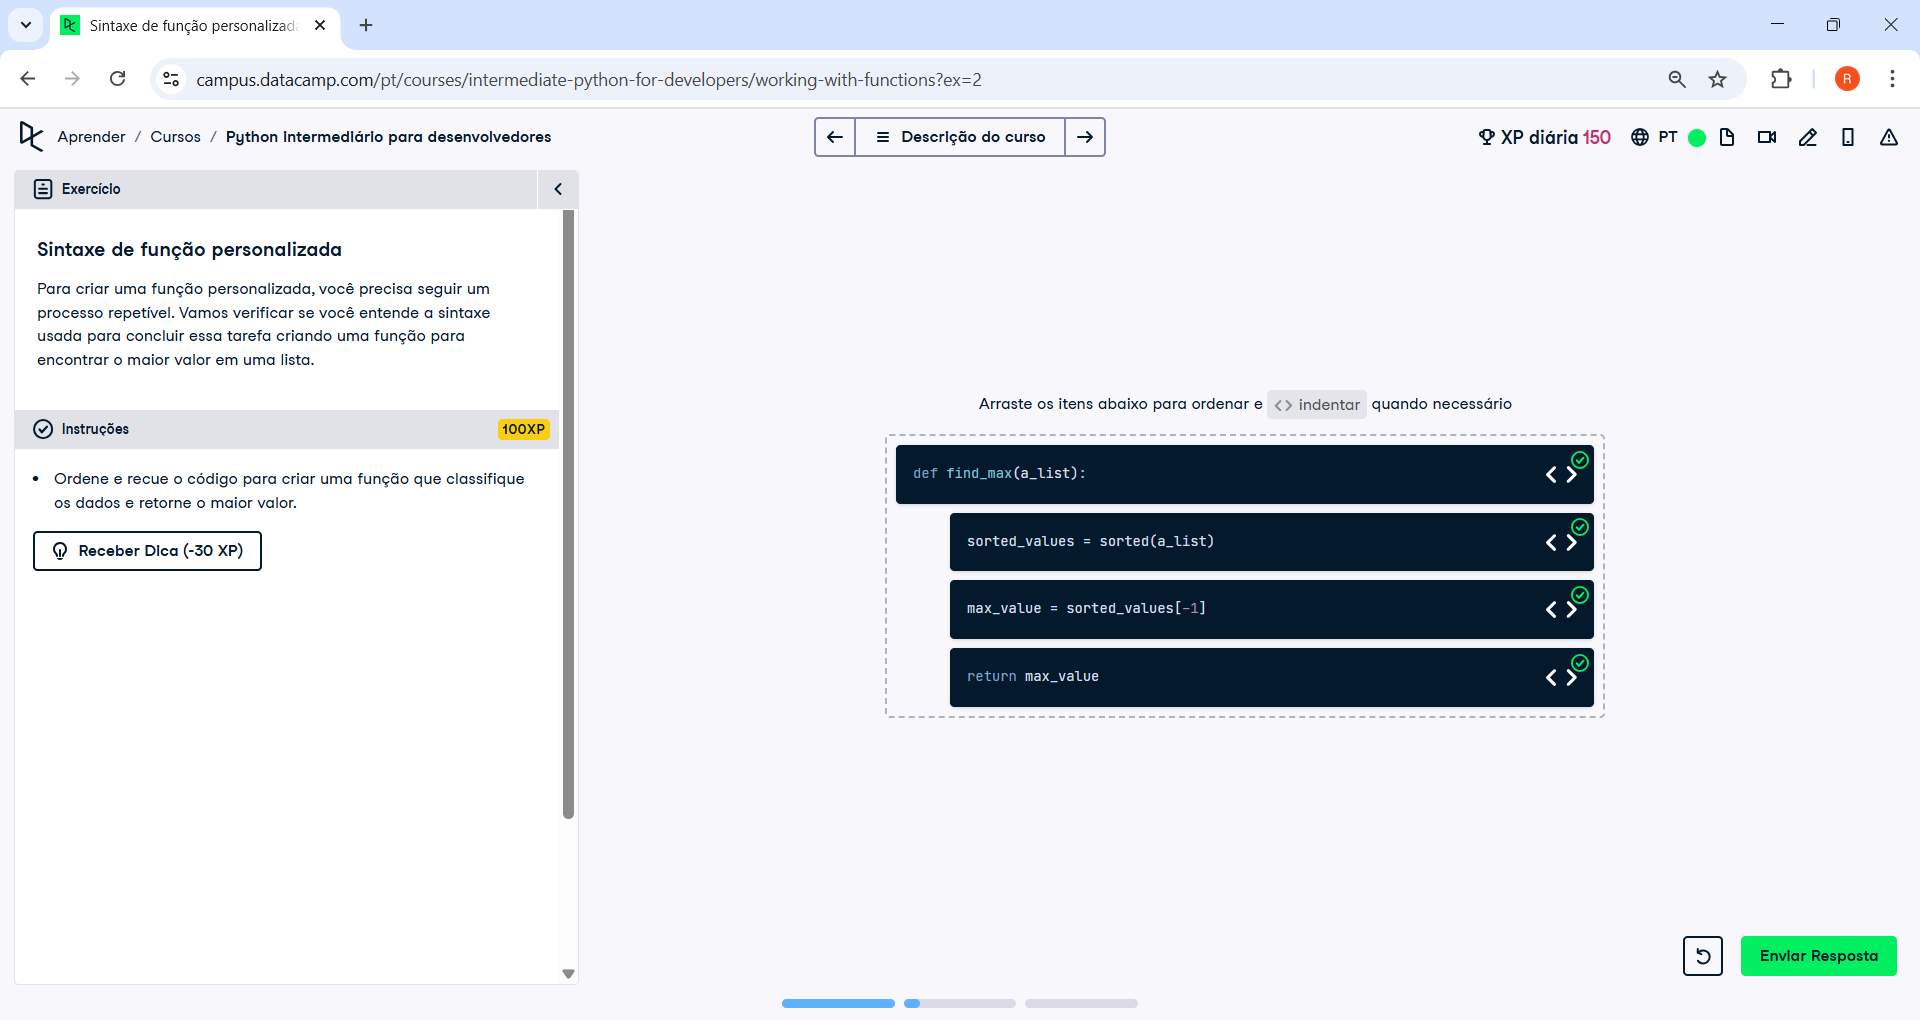 Sintaxe de função personalizad
campus.datacamp.com/pt/courses/intermediate-python-for-developers/working-with-functions?ex=2
R
Aprender / Cursos / Python Intermediário para desenvolvedores
Descrição do curso
XP diária 150
PT
Exercício
Sintaxe de função personalizada
Para criar uma função personalizada, você precisa seguir um
processo repetível. Vamos verificar se você entende a sintaxe
usada para concluir essa tarefa criando uma função para
encontrar o maior valor em uma lista.
Instruções
100XP
• Ordene e recue o código para criar uma função que classifique
os dados e retorne o maior valor.
Receber Dica (-30 XP)
Arraste os itens abaixo para ordenar e <> indentar quando necessário
def find_max(a_list):
sorted_values = sorted(a_list)
max_value = sorted_values[-1]
return max_value
Enviar Resposta